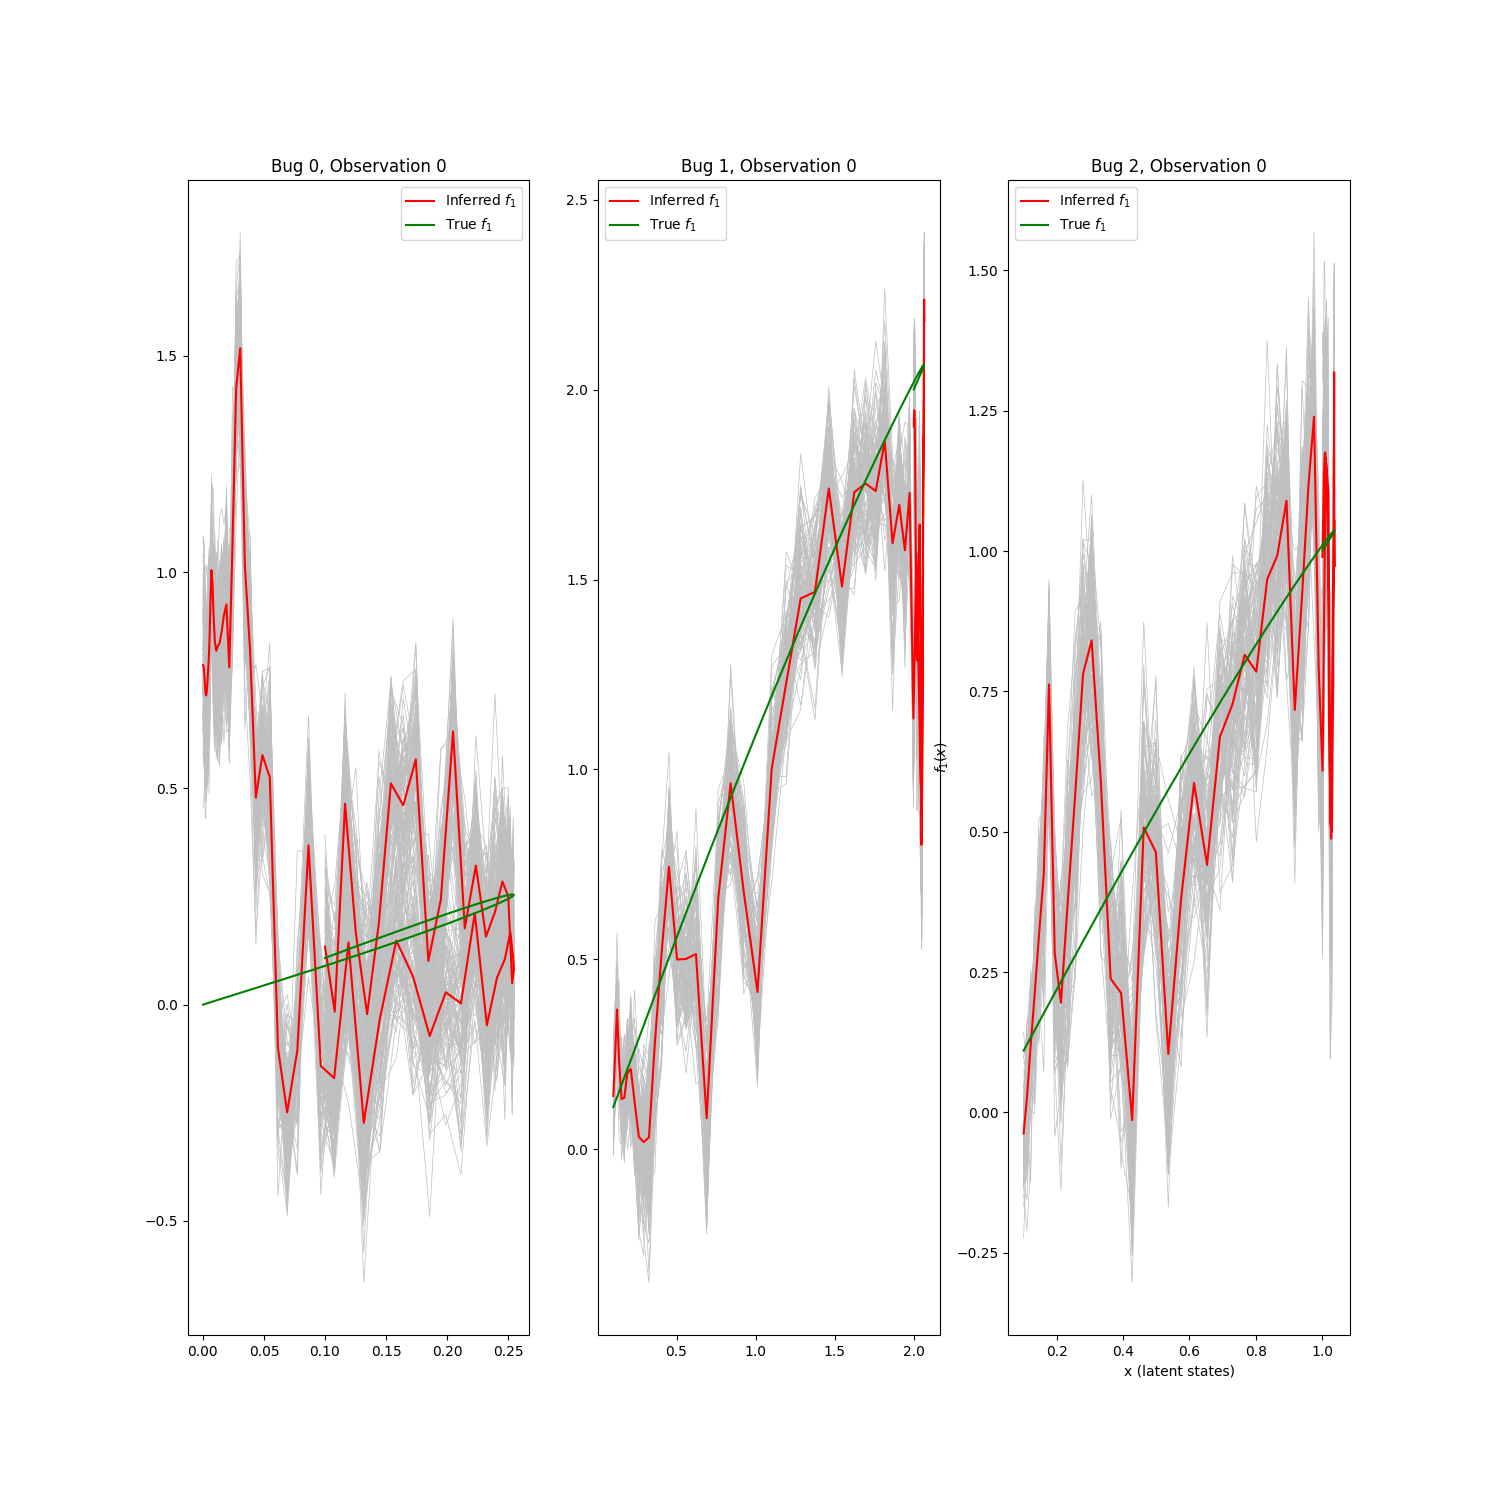 Bug 0, Observation 0
Inferred f₁
True f₁
1.5
1.0
0.5
0.0
−0.5
0.00 0.05 0.10 0.15 0.20 0.25
Bug 1, Observation 0
Inferred f₁
True f₁
2.5
2.0
1.5
1.0
0.5
0.0
0.5 1.0 1.5 2.0
Bug 2, Observation 0
Inferred f₁
True f₁
f₁(x)
1.50
1.25
1.00
0.75
0.50
0.25
0.00
−0.25
0.2 0.4 0.6 0.8 1.0
x (latent states)